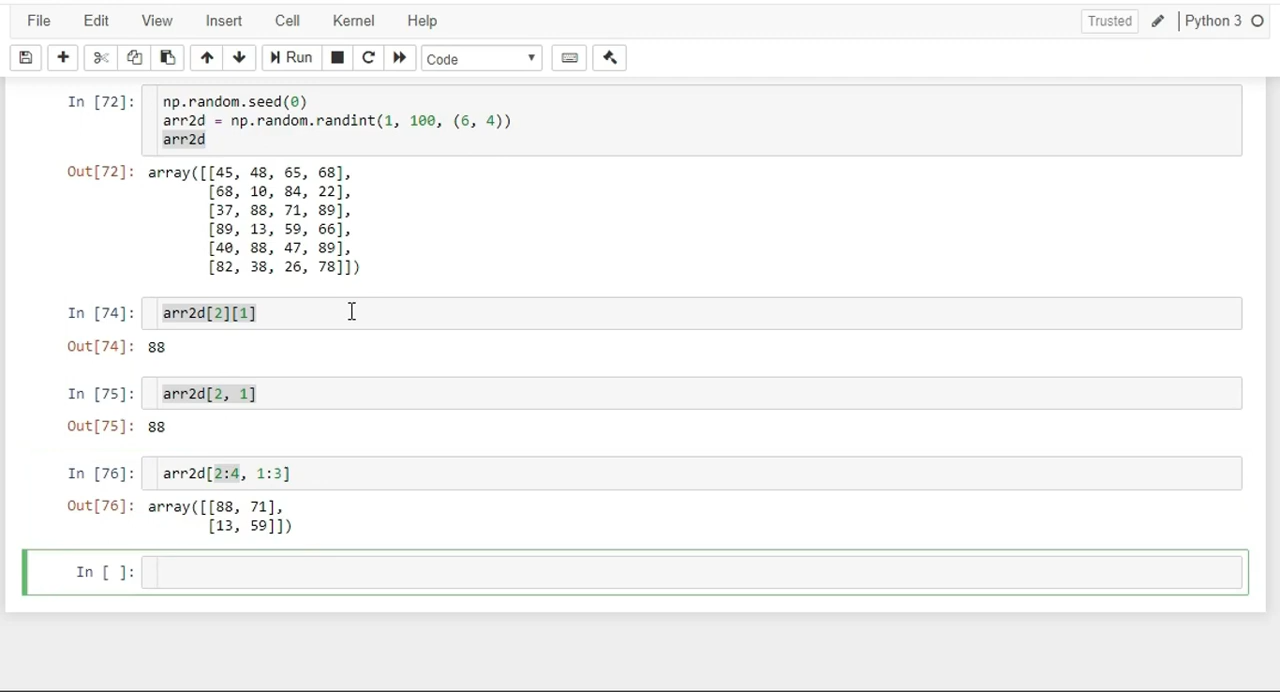 File Edit View Insert Cell Kernel Help Trusted Python 3
Run Code
In [72]: np.random.seed(0)
arr2d = np.random.randint(1, 100, (6, 4))
arr2d
Out[72]: array([[45, 48, 65, 68],
[68, 10, 84, 22],
[37, 88, 71, 89],
[89, 13, 59, 66],
[40, 88, 47, 89],
[82, 38, 26, 78]])
In [74]: arr2d[2][1]
Out[74]: 88
In [75]: arr2d[2, 1]
Out[75]: 88
In [76]: arr2d[2:4, 1:3]
Out[76]: array([[88, 71],
[13, 59]])
In [ ]: